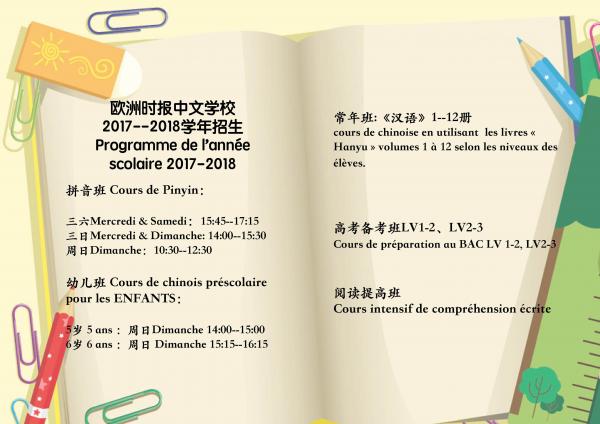 欧洲时报中文学校
2017--2018学年招生
Programme de l'année
scolaire 2017-2018
拼音班 Cours de Pinyin：
三六Mercredi & Samedi：15:45--17:15
三日Mercredi & Dimanche: 14:00--15:30
周日Dimanche：10:30--12:30
幼儿班 Cours de chinois préscolaire
pour les ENFANTS：
5岁 5 ans ：周日Dimanche 14:00--15:00
6岁 6 ans ：周日 Dimanche 15:15--16:15
常年班:《汉语》1--12册
cours de chinoise en utilisant les livres «
Hanyu » volumes 1 à 12 selon les niveaux des
élèves.
高考备考班LV1-2、LV2-3
Cours de préparation au BAC LV 1-2, LV2-3
阅读提高班
Cours intensif de compréhension écrite